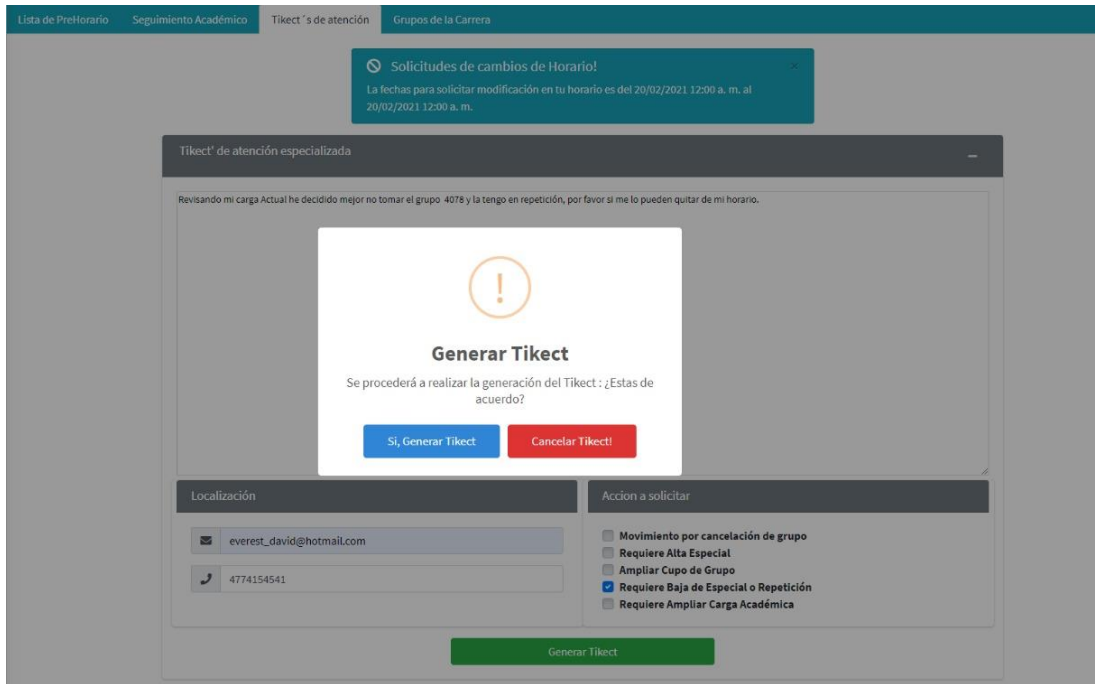 Lista de PreHorario Seguimiento Académico Tikect´s de atención Grupos de la Carrera
Solicitudes de cambios de Horario! ×
La fechas para solicitar modificación en tu horario es del 20/02/2021 12:00 a. m. al
20/02/2021 12:00 a. m.
Tikect' de atención especializada
Revisando mi carga Actual he decidido mejor no tomar el grupo 4078 y la tengo en repetición, por favor si me lo pueden quitar de mi horario.
Generar Tikect
Se procederá a realizar la generación del Tikect : ¿Estas de
acuerdo?
Si, Generar Tikect Cancelar Tikect!
Localización
everest_david@hotmail.com
4774154541
Accion a solicitar
Movimiento por cancelación de grupo
Requiere Alta Especial
Ampliar Cupo de Grupo
Requiere Baja de Especial o Repetición
Requiere Ampliar Carga Académica
Generar Tikect